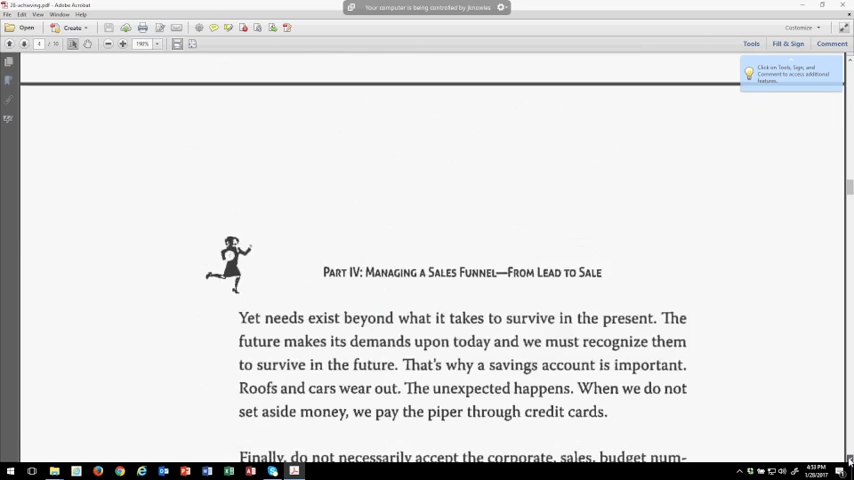 28-achieving.pdf - Adobe Acrobat
Your computer is being controlled by jknowles
File Edit View Window Help
Open Create Customize
4 / 10 190% Tools Fill & Sign Comment
Click on Tools, Sign, and
Comment to access additional
features.
PART IV: MANAGING A SALES FUNNEL—FROM LEAD TO SALE
Yet needs exist beyond what it takes to survive in the present. The
future makes its demands upon today and we must recognize them
to survive in the future. That's why a savings account is important.
Roofs and cars wear out. The unexpected happens. When we do not
set aside money, we pay the piper through credit cards.
Finally, do not necessarily accept the corporate, sales, budget num-
4:53 PM
1/28/2017